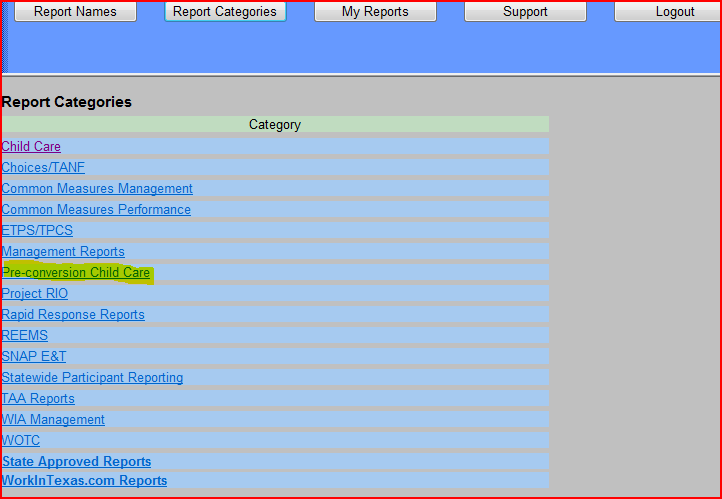 Report Names Report Categories My Reports Support Logout
Report Categories
Category
Child Care
Choices/TANF
Common Measures Management
Common Measures Performance
ETPS/TPCS
Management Reports
Pre-conversion Child Care
Project RIO
Rapid Response Reports
REEMS
SNAP E&T
Statewide Participant Reporting
TAA Reports
WIA Management
WOTC
State Approved Reports
WorkInTexas.com Reports